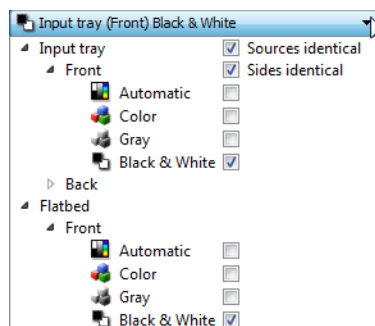 Input tray (Front) Black & White
Input tray Sources identical
Front Sides identical
Automatic
Color
Gray
Black & White
Back
Flatbed
Front
Automatic
Color
Gray
Black & White